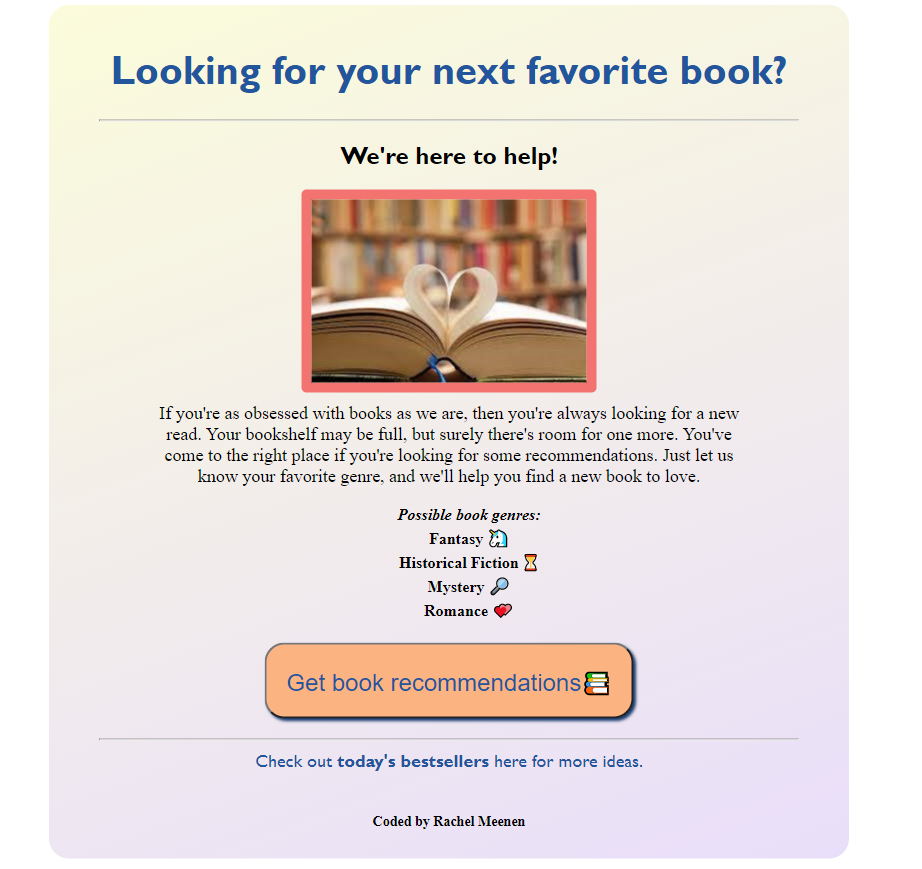 Looking for your next favorite book?
We're here to help!
If you're as obsessed with books as we are, then you're always looking for a new
read. Your bookshelf may be full, but surely there's room for one more. You've
come to the right place if you're looking for some recommendations. Just let us
know your favorite genre, and we'll help you find a new book to love.
Possible book genres:
Fantasy 🦄
Historical Fiction ⌛
Mystery 🔎
Romance 💕
Get book recommendations📚
Check out today's bestsellers here for more ideas.
Coded by Rachel Meenen